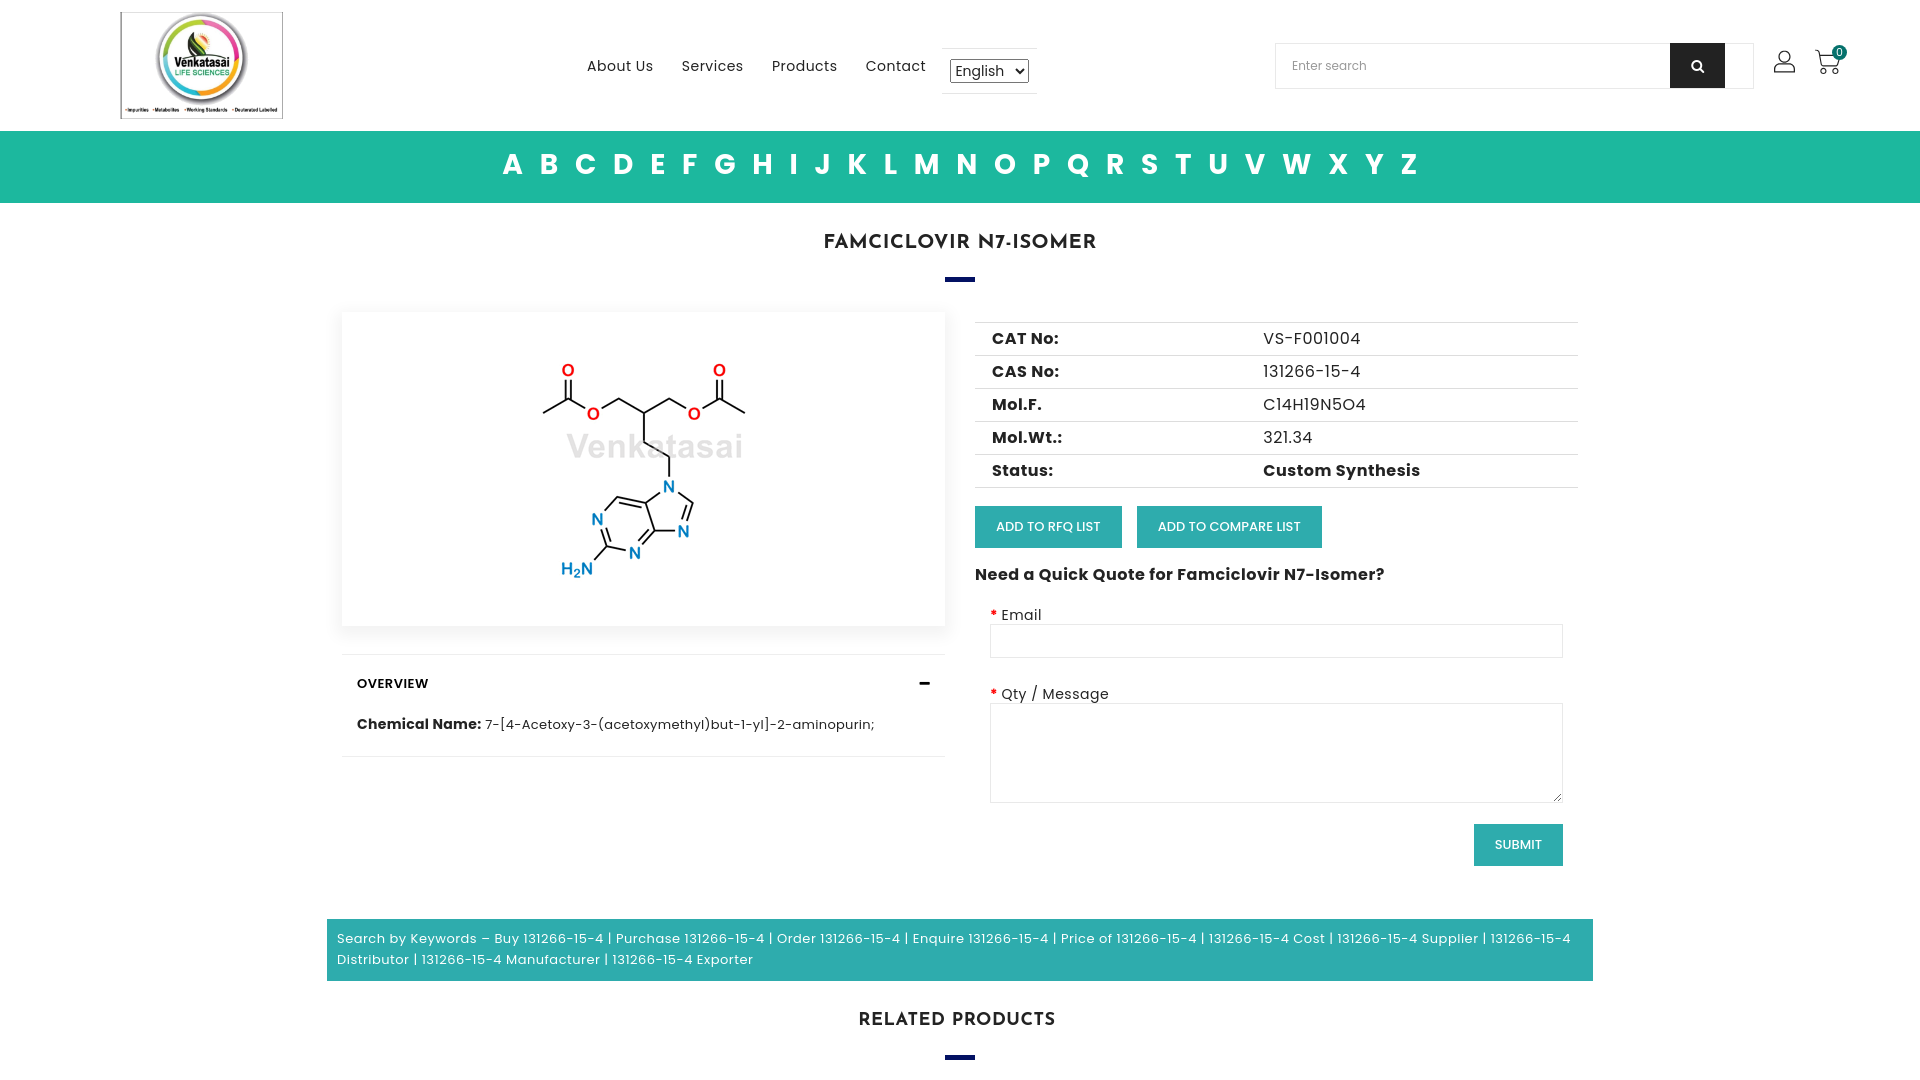 Venkatasai
LIFE SCIENCES
•Impurities •Metabolites •Working Standards •Deuterated Labelled
About Us Services Products Contact English
Enter search
0
A B C D E F G H I J K L M N O P Q R S T U V W X Y Z
FAMCICLOVIR N7-ISOMER
O O
O O
Venkatasai
N
N
N
N
H2N
OVERVIEW
Chemical Name: 7-[4-Acetoxy-3-(acetoxymethyl)but-1-yl]-2-aminopurin;
CAT No: VS-F001004
CAS No: 131266-15-4
Mol.F. C14H19N5O4
Mol.Wt.: 321.34
Status: Custom Synthesis
ADD TO RFQ LIST ADD TO COMPARE LIST
Need a Quick Quote for Famciclovir N7-Isomer?
* Email
* Qty / Message
SUBMIT
Search by Keywords – Buy 131266-15-4 | Purchase 131266-15-4 | Order 131266-15-4 | Enquire 131266-15-4 | Price of 131266-15-4 | 131266-15-4 Cost | 131266-15-4 Supplier | 131266-15-4
Distributor | 131266-15-4 Manufacturer | 131266-15-4 Exporter
RELATED PRODUCTS